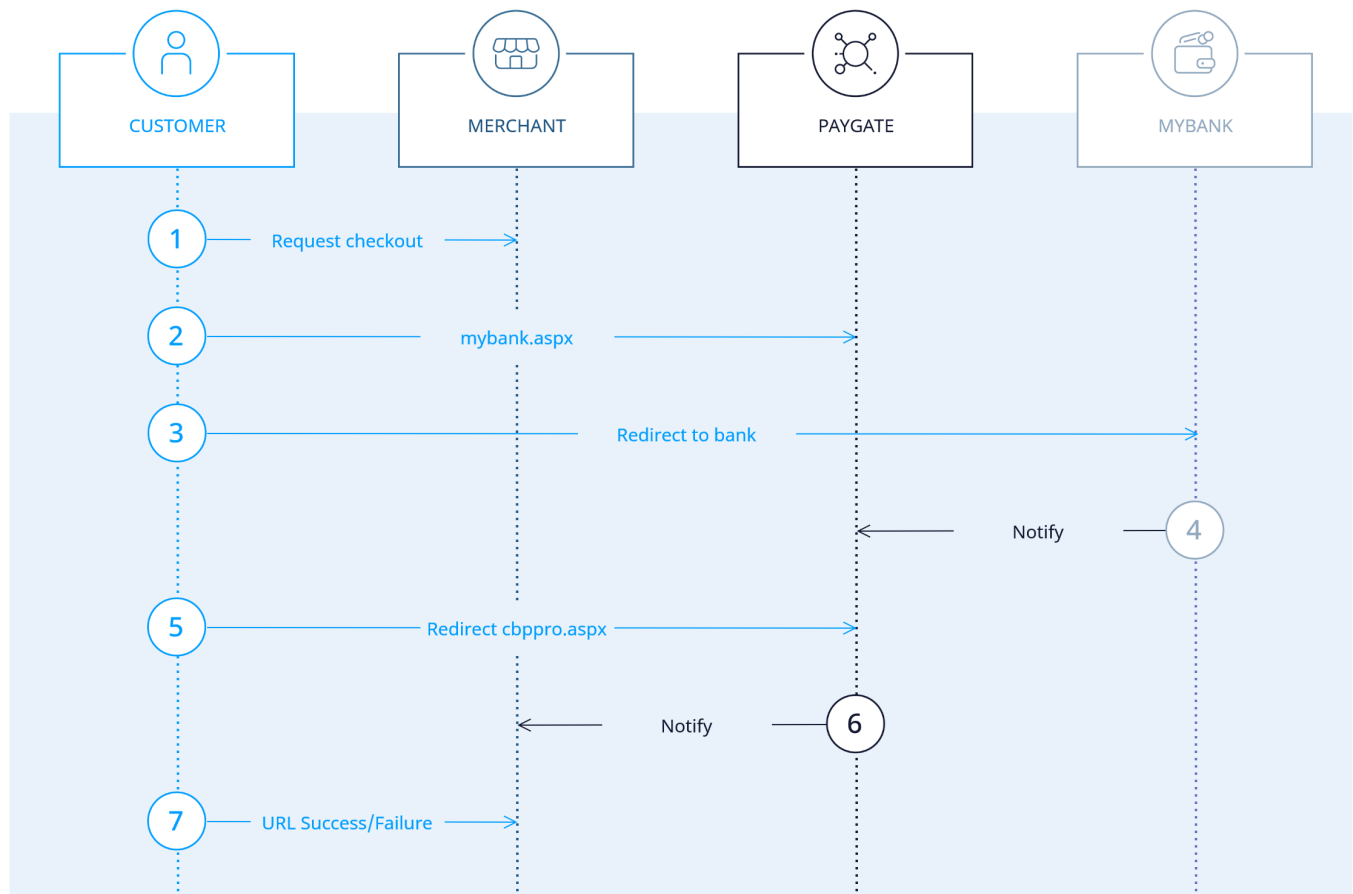 CUSTOMER
MERCHANT
PAYGATE
MYBANK
1
Request checkout
2
mybank.aspx
3
Redirect to bank
Notify
4
5
Redirect cbppro.aspx
Notify
6
7
URL Success/Failure